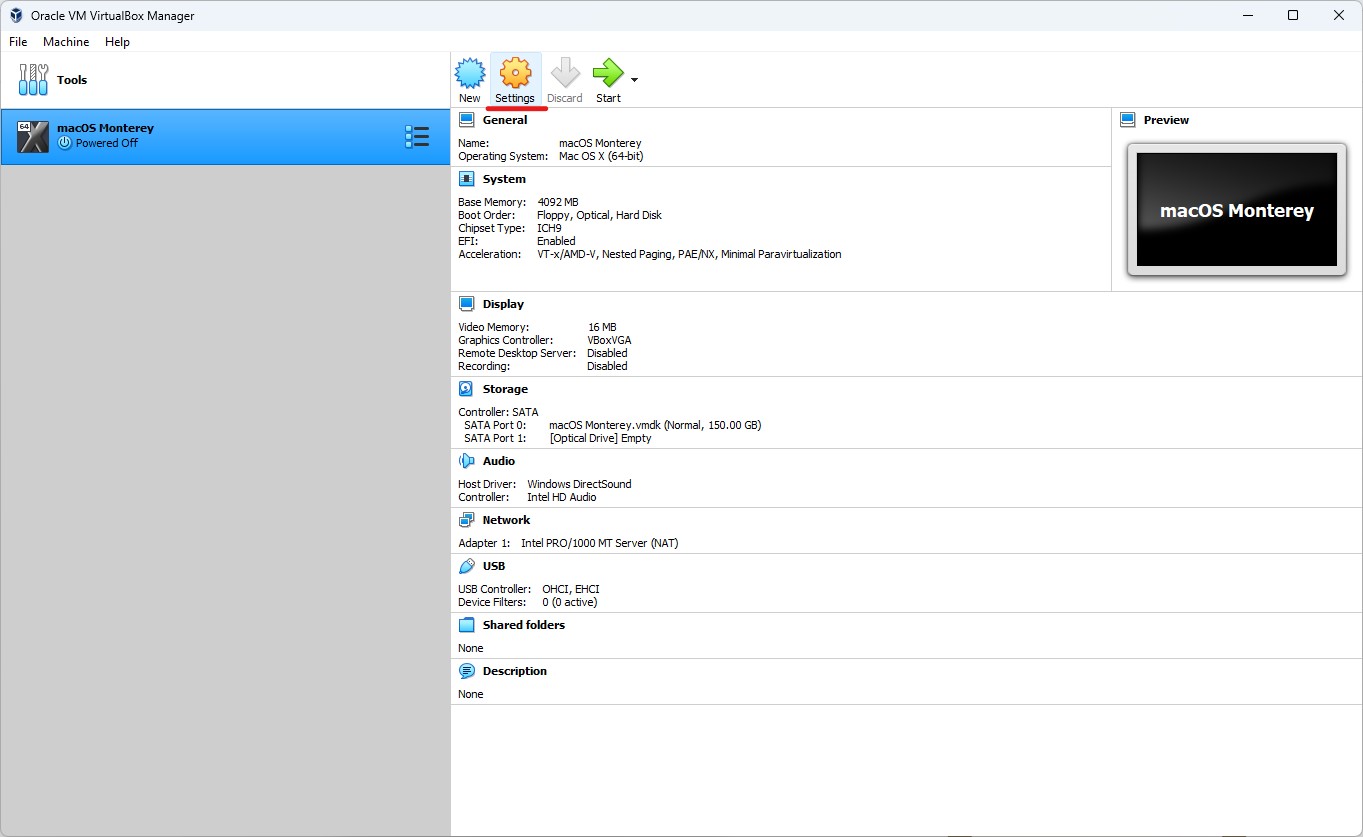 Oracle VM VirtualBox Manager
File Machine Help
Tools
New Settings Discard Start
64
macOS Monterey
Powered Off
General
Name: macOS Monterey
Operating System: Mac OS X (64-bit)
Preview
macOS Monterey
System
Base Memory: 4092 MB
Boot Order: Floppy, Optical, Hard Disk
Chipset Type: ICH9
EFI: Enabled
Acceleration: VT-x/AMD-V, Nested Paging, PAE/NX, Minimal Paravirtualization
Display
Video Memory: 16 MB
Graphics Controller: VBoxVGA
Remote Desktop Server: Disabled
Recording: Disabled
Storage
Controller: SATA
SATA Port 0: macOS Monterey.vmdk (Normal, 150.00 GB)
SATA Port 1: [Optical Drive] Empty
Audio
Host Driver: Windows DirectSound
Controller: Intel HD Audio
Network
Adapter 1: Intel PRO/1000 MT Server (NAT)
USB
USB Controller: OHCI, EHCI
Device Filters: 0 (0 active)
Shared folders
None
Description
None